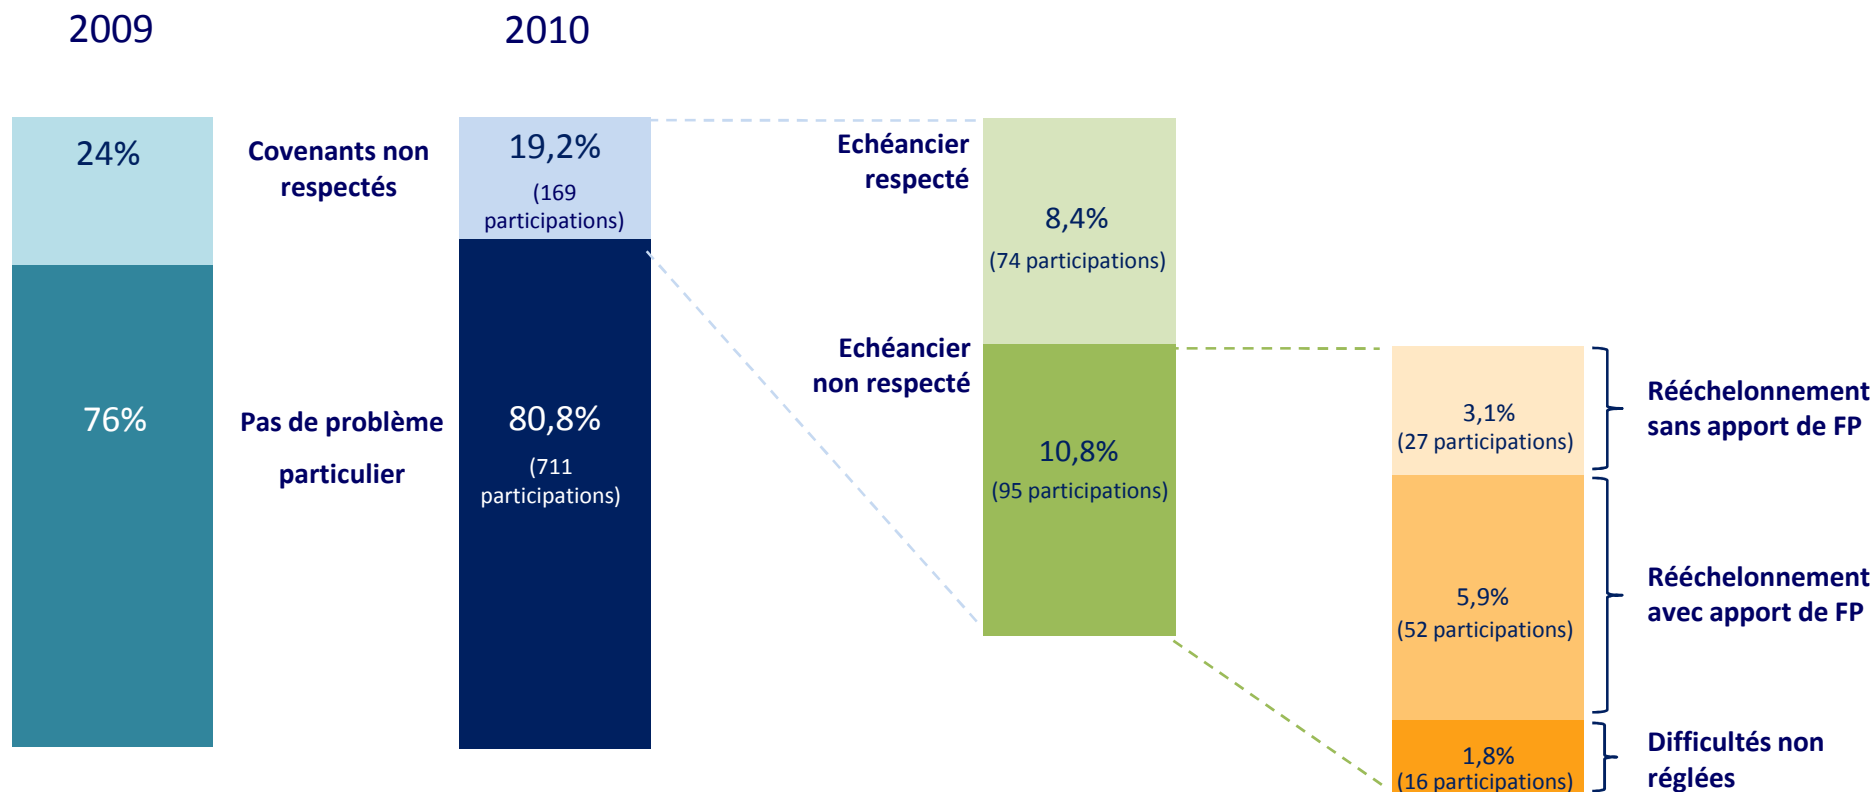 2009
2010
24%
76%
Covenants non
respectés
Pas de problème
particulier
19,2%
(169
participations)
80,8%
(711
participations)
Echéancier
respecté
Echéancier
non respecté
8,4%
(74 participations)
10,8%
(95 participations)
3,1%
(27 participations)
5,9%
(52 participations)
1,8%
(16 participations)
Rééchelonnement
sans apport de FP
Rééchelonnement
avec apport de FP
Difficultés non
réglées